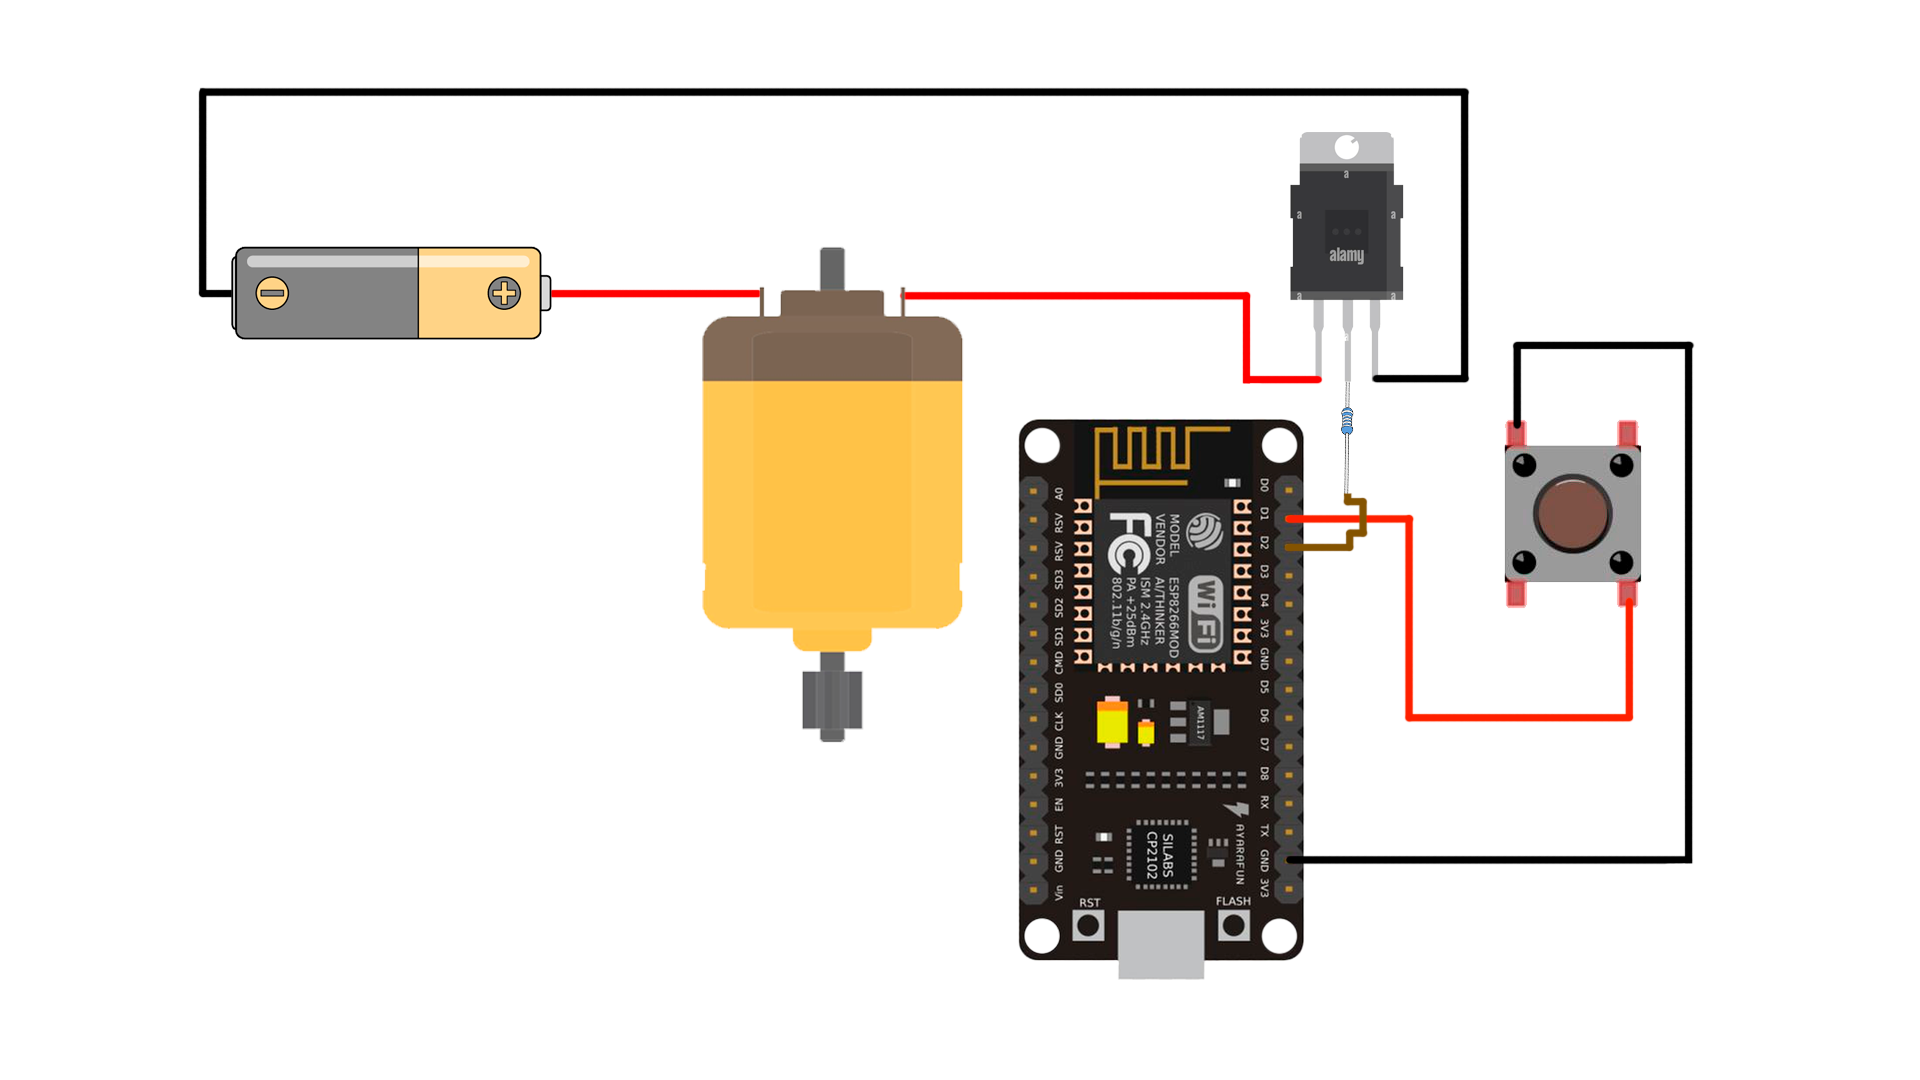 a
a a
alamy
a a
a
A0
RSV
RSV
SD3
SD2
SD1
CMD
SD0
CLK
GND
3V3
EN
RST
GND
Vin
D0
D1
D2
D3
D4
3V3
GND
D5
D6
D7
D8
RX
TX
GND
3V3
MODEL
VENDOR
ESP8266MOD
AI/THINKER
ISM 2.4GHz
PA +25dBm
802.11b/g/n
FC
Wi Fi
AM1117
AYARAFUN
SILABS
CP2102
RST
FLASH